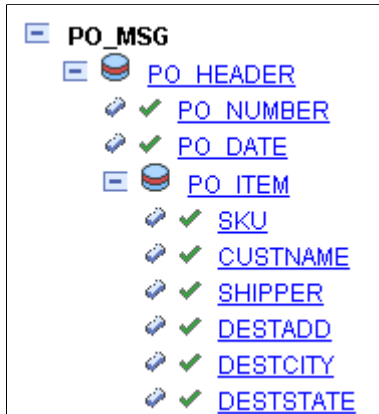 PO_MSG
PO_HEADER
PO_NUMBER
PO_DATE
PO_ITEM
SKU
CUSTNAME
SHIPPER
DESTADD
DESTCITY
DESTSTATE